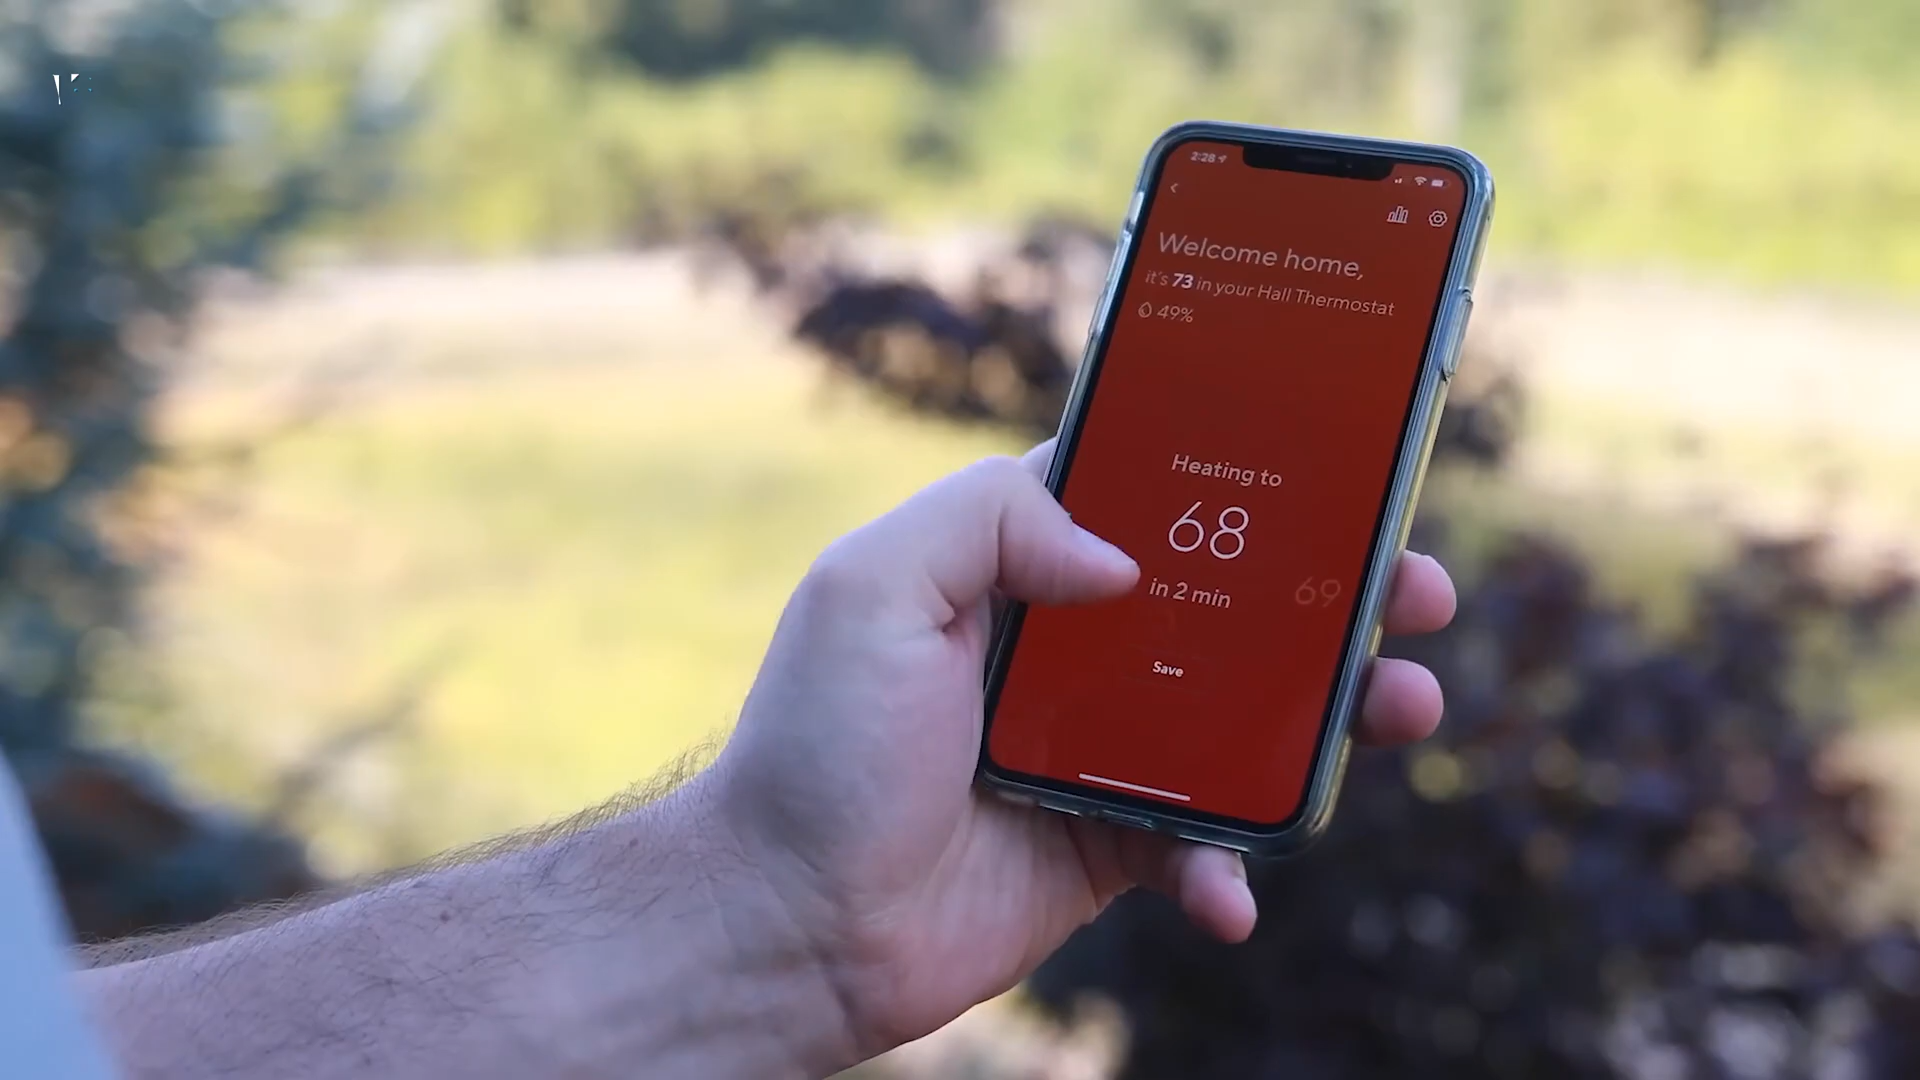 2:28
Welcome home,
it's 73 in your Hall Thermostat
49%
Heating to
68
in 2 min
69
Save